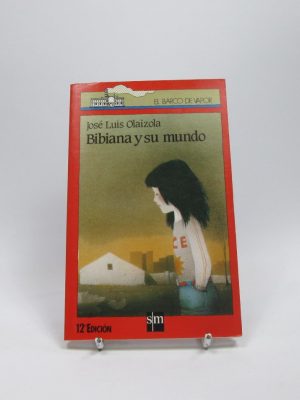 EL BARCO DE VAPOR
José Luis Olaizola
Bibiana y su mundo
12ª EDICIÓN
sm